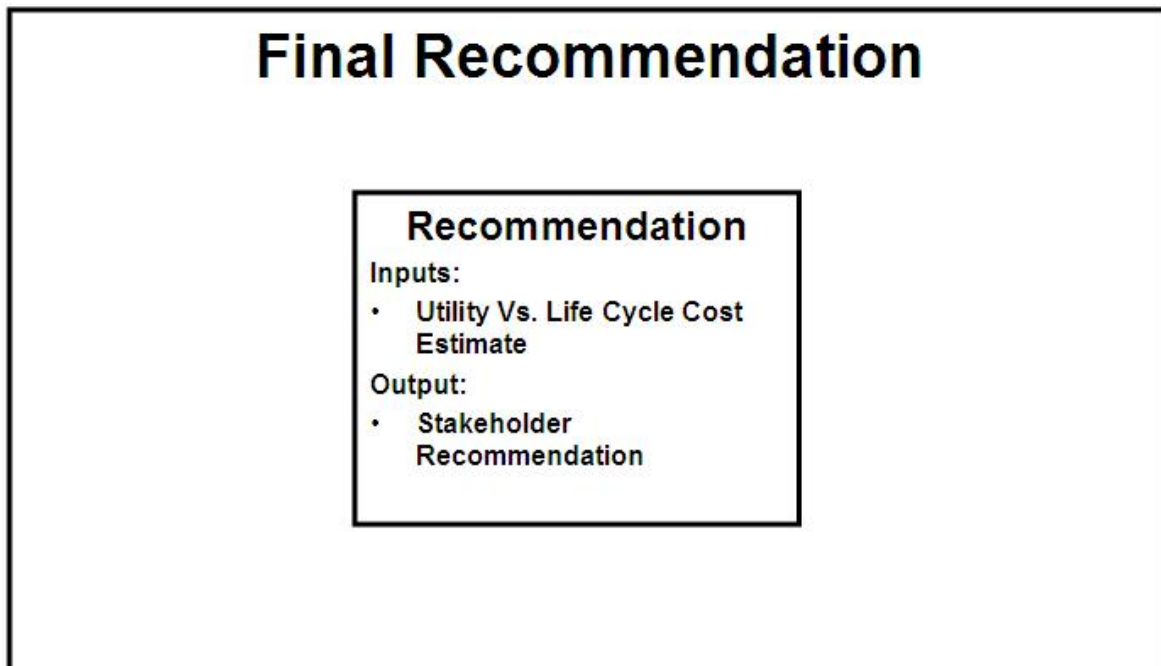 Final Recommendation
Recommendation
Inputs:
• Utility Vs. Life Cycle Cost
Estimate
Output:
• Stakeholder
Recommendation